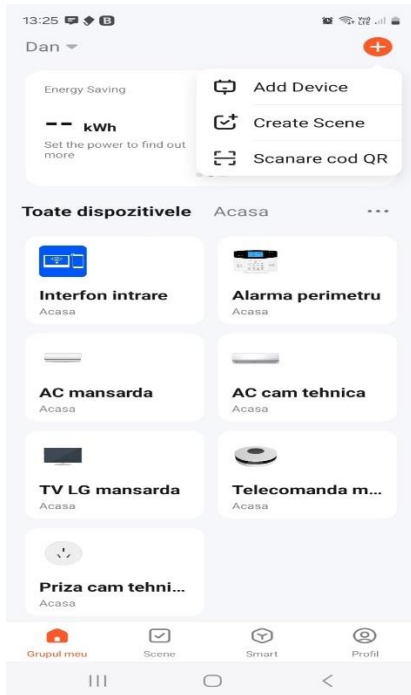 13:25
Dan
Energy Saving
-- kWh
Set the power to find out
more
Add Device
Create Scene
Scanare cod QR
Toate dispozitivele Acasa ...
Interfon intrare
Acasa
Alarma perimetru
Acasa
AC mansarda
Acasa
AC cam tehnica
Acasa
TV LG mansarda
Acasa
Telecomanda m...
Acasa
Priza cam tehni...
Acasa
Grupul meu Scene Smart Profil